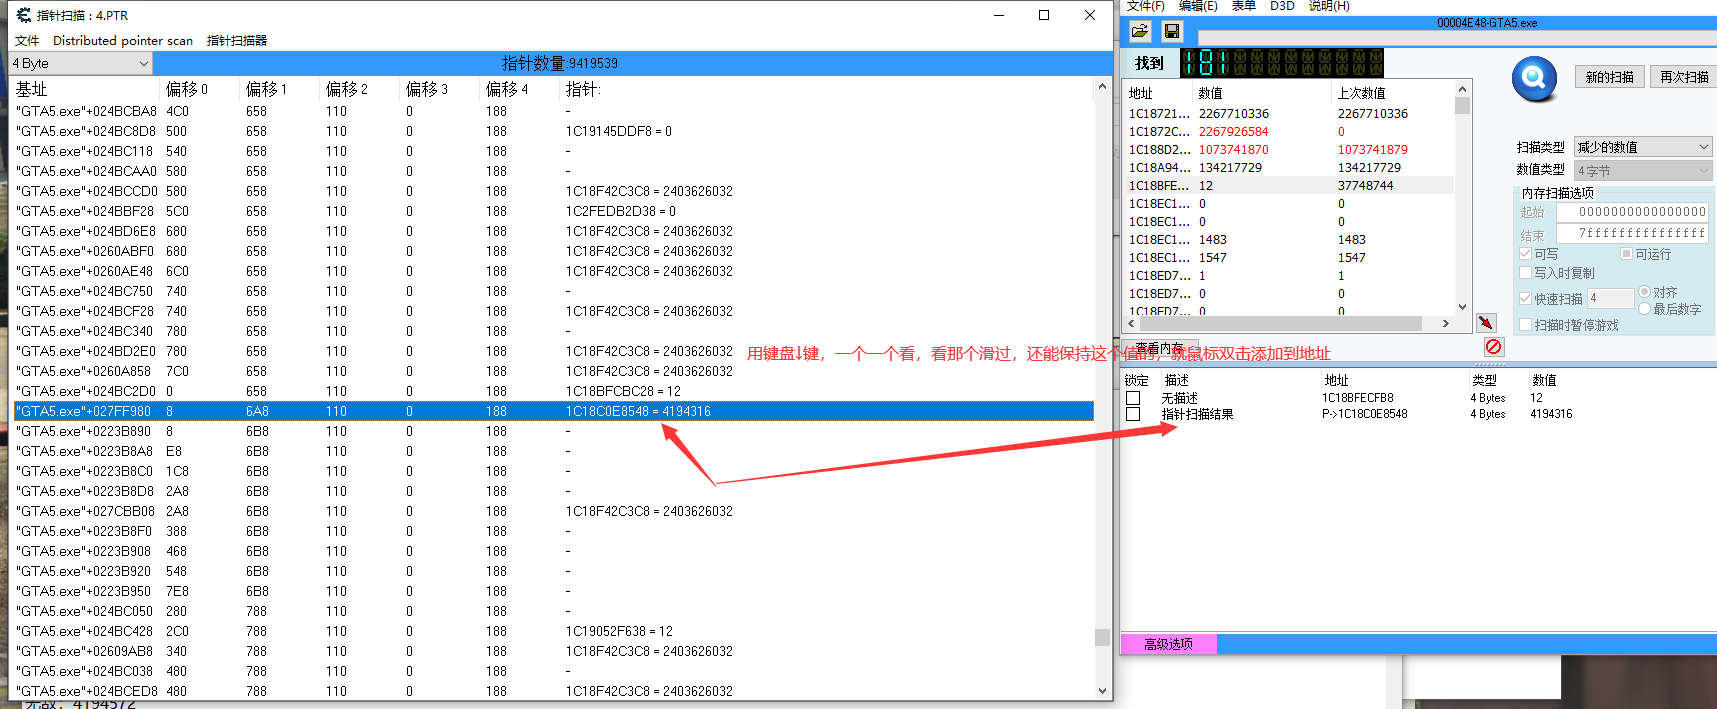 指针扫描 : 4.PTR
文件 Distributed pointer scan 指针扫描器
4 Byte 指针数量:9419539
基址 偏移 0 偏移 1 偏移 2 偏移 3 偏移 4 指针:
"GTA5.exe"+024BCBA8 4C0 658 110 0 188 -
"GTA5.exe"+024BC8D8 500 658 110 0 188 1C19145DDF8 = 0
"GTA5.exe"+024BC118 540 658 110 0 188 -
"GTA5.exe"+024BCAA0 580 658 110 0 188 -
"GTA5.exe"+024BCCD0 580 658 110 0 188 1C18F42C3C8 = 2403626032
"GTA5.exe"+024BBF28 5C0 658 110 0 188 1C2FEDB2D38 = 0
"GTA5.exe"+024BD6E8 680 658 110 0 188 1C18F42C3C8 = 2403626032
"GTA5.exe"+0260ABF0 680 658 110 0 188 1C18F42C3C8 = 2403626032
"GTA5.exe"+0260AE48 6C0 658 110 0 188 1C18F42C3C8 = 2403626032
"GTA5.exe"+024BC750 740 658 110 0 188 -
"GTA5.exe"+024BCF28 740 658 110 0 188 1C18F42C3C8 = 2403626032
"GTA5.exe"+024BC340 780 658 110 0 188 -
"GTA5.exe"+024BD2E0 780 658 110 0 188 1C18F42C3C8 = 2403626032
"GTA5.exe"+0260A858 7C0 658 110 0 188 1C18F42C3C8 = 2403626032
"GTA5.exe"+024BC2D0 0 658 110 0 188 1C18BFCBC28 = 12
"GTA5.exe"+027FF980 8 6A8 110 0 188 1C18C0E8548 = 4194316
"GTA5.exe"+0223B890 8 6B8 110 0 188 -
"GTA5.exe"+0223B8A8 E8 6B8 110 0 188 -
"GTA5.exe"+0223B8C0 1C8 6B8 110 0 188 -
"GTA5.exe"+0223B8D8 2A8 6B8 110 0 188 -
"GTA5.exe"+027CBB08 2A8 6B8 110 0 188 1C18F42C3C8 = 2403626032
"GTA5.exe"+0223B8F0 388 6B8 110 0 188 -
"GTA5.exe"+0223B908 468 6B8 110 0 188 -
"GTA5.exe"+0223B920 548 6B8 110 0 188 -
"GTA5.exe"+0223B950 7E8 6B8 110 0 188 -
"GTA5.exe"+024BC050 280 788 110 0 188 -
"GTA5.exe"+024BC428 2C0 788 110 0 188 1C19052F638 = 12
"GTA5.exe"+02609AB8 340 788 110 0 188 1C18F42C3C8 = 2403626032
"GTA5.exe"+024BC038 480 788 110 0 188 -
"GTA5.exe"+024BCED8 480 788 110 0 188 1C18F42C3C8 = 2403626032
无敌: 4194572
用键盘↓键，一个一个看，看那个滑过，还能保持这个值的，就鼠标双击添加到地址
文件(F) 编辑(E) 表单 D3D 说明(H)
00004E48-GTA5.exe
找到 101
地址 数值 上次数值
1C18721... 2267710336 2267710336
1C1872C... 2267926584 0
1C188D2... 1073741870 1073741879
1C18A94... 134217729 134217729
1C18BFE... 12 37748744
1C18EC1... 0 0
1C18EC1... 0 0
1C18EC1... 1483 1483
1C18EC1... 1547 1547
1C18ED7... 1 1
1C18ED7... 0 0
1C18ED7... 0 0
新的扫描 再次扫描
扫描类型 减少的数值
数值类型 4 字节
内存扫描选项
起始 0000000000000000
结束 7fffffffffffffff
可写 可运行
写入时复制
快速扫描 4 对齐
最后数字
扫描时暂停游戏
查看内存
锁定 描述 地址 类型 数值
无描述 1C18BFECFB8 4 Bytes 12
指针扫描结果 P->1C18C0E8548 4 Bytes 4194316
高级选项